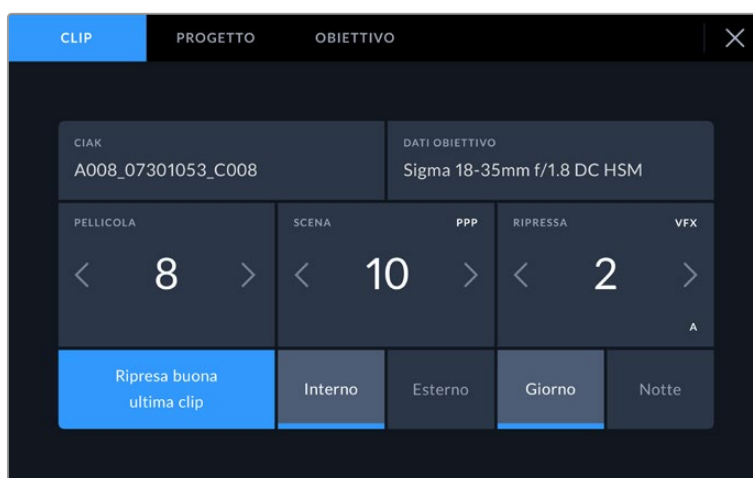 CLIP PROGETTO OBIETTIVO
CIAK
A008_07301053_C008
DATI OBIETTIVO
Sigma 18-35mm f/1.8 DC HSM
PELLICOLA
8
SCENA PPP
10
RIPRESSA VFX
2
A
Ripresa buona
ultima clip
Interno
Esterno
Giorno
Notte